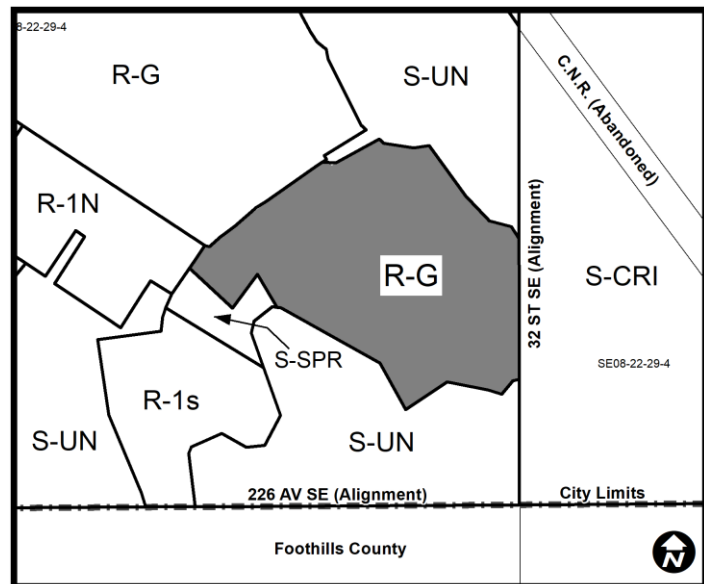 8-22-29-4
R-G
S-UN
C.N.R. (Abandoned)
R-1N
32 ST SE (Alignment)
R-G
S-CRI
S-SPR
SE08-22-29-4
R-1s
S-UN
S-UN
226 AV SE (Alignment)
City Limits
Foothills County
N